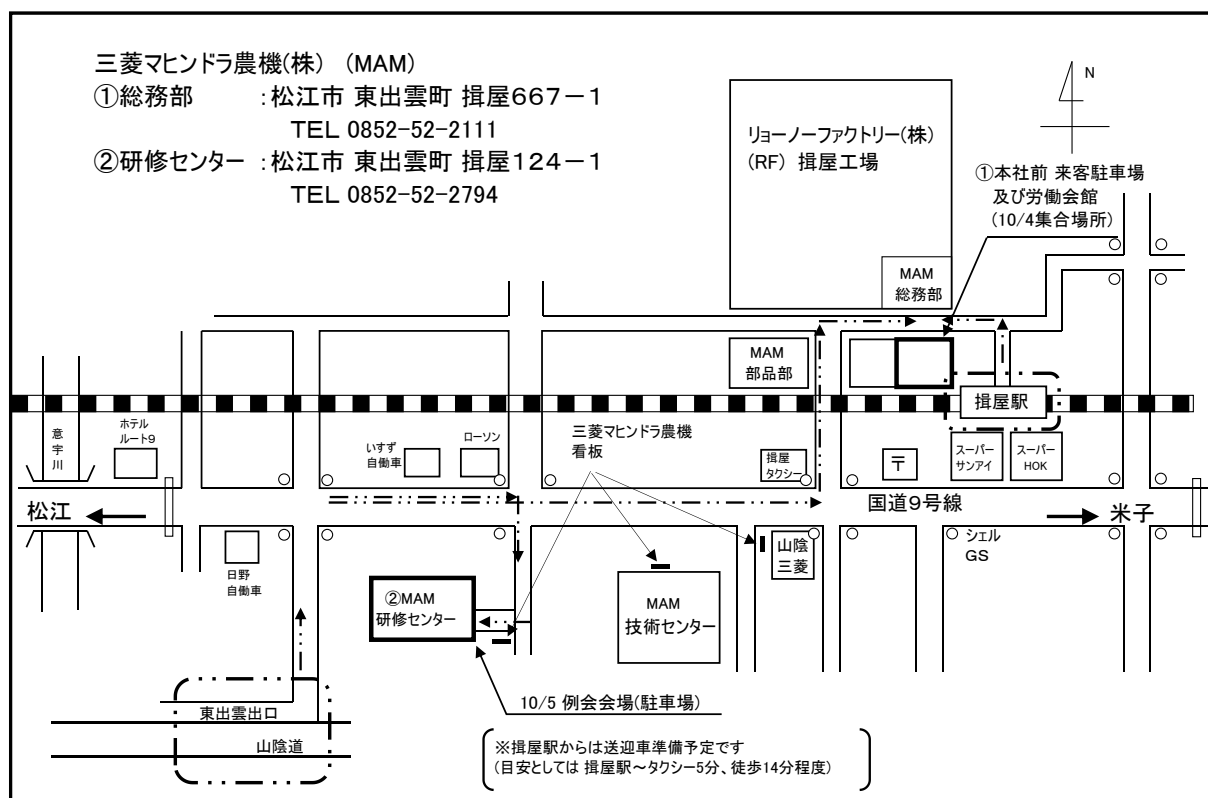 三菱マヒンドラ農機(株) (MAM)
①総務部 :松江市 東出雲町 揖屋667-1
TEL 0852-52-2111
②研修センター :松江市 東出雲町 揖屋124-1
TEL 0852-52-2794
N
リョーノーファクトリー(株)
(RF) 揖屋工場
①本社前 来客駐車場
及び労働会館
(10/4集合場所)
MAM
総務部
MAM
部品部
揖屋駅
意宇川
ホテル
ルート9
いすず
自働車
ローソン
三菱マヒンドラ農機
看板
揖屋
タクシー
〒
スーパー
サンアイ
スーパー
HOK
松江
国道9号線
米子
日野
自働車
山陰
三菱
シェル
GS
②MAM
研修センター
MAM
技術センター
10/5 例会会場(駐車場)
東出雲出口
山陰道
※揖屋駅からは送迎車準備予定です
(目安としては 揖屋駅~タクシー5分、徒歩14分程度)